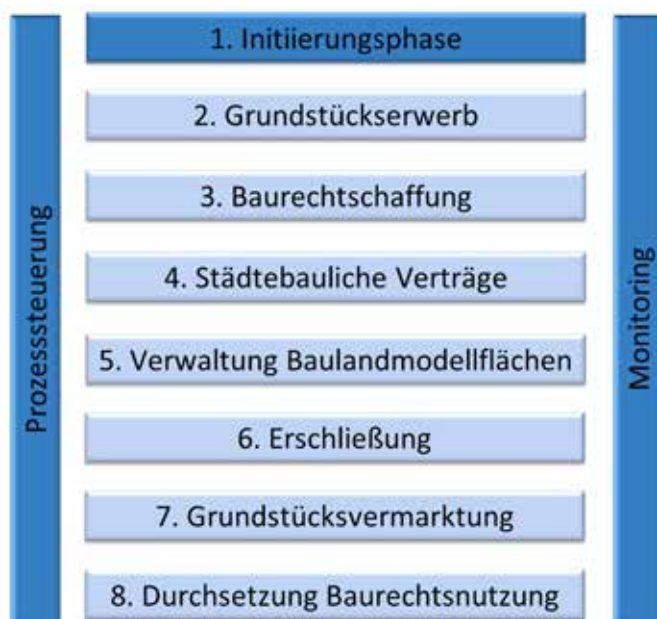 Prozesssteuerung
1. Initiierungsphase
2. Grundstückserwerb
3. Baurechtschaffung
4. Städtebauliche Verträge
5. Verwaltung Baulandmodellflächen
6. Erschließung
7. Grundstücksvermarktung
8. Durchsetzung Baurechtsnutzung
Monitoring